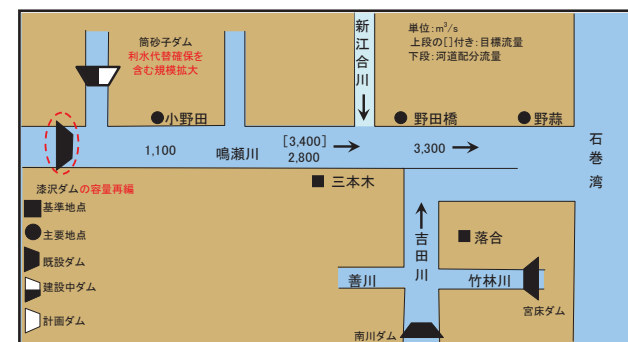 筒砂子ダム
利水代替確保を
含む規模拡大
新江合川
単位:m³/s
上段の[]付き:目標流量
下段:河道配分流量
小野田
野田橋
野蒜
石巻湾
1,100
鳴瀬川
[3,400]
2,800
3,300
三本木
漆沢ダムの容量再編
基準地点
主要地点
既設ダム
建設中ダム
計画ダム
吉田川
落合
善川
竹林川
宮床ダム
南川ダム